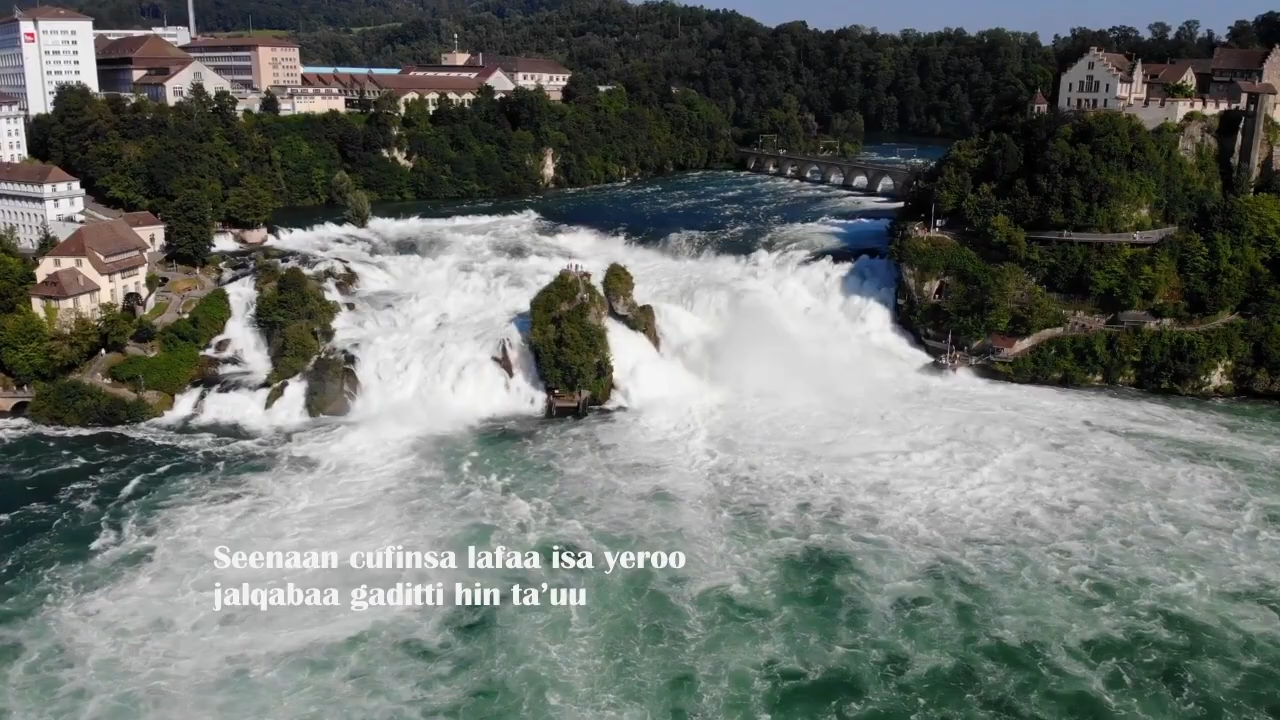 Seenaan cufinsa lafaa isa yeroo
jalqabaa gaditti hin ta’uu